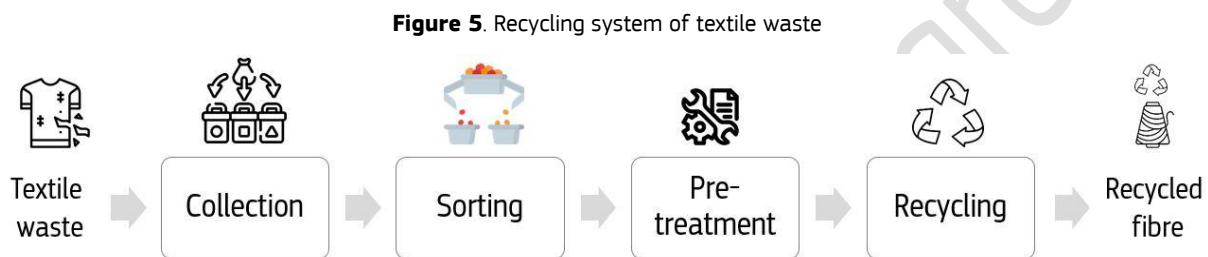 Figure 5. Recycling system of textile waste
Textile
waste
Collection
Sorting
Pre-
treatment
Recycling
Recycled
fibre